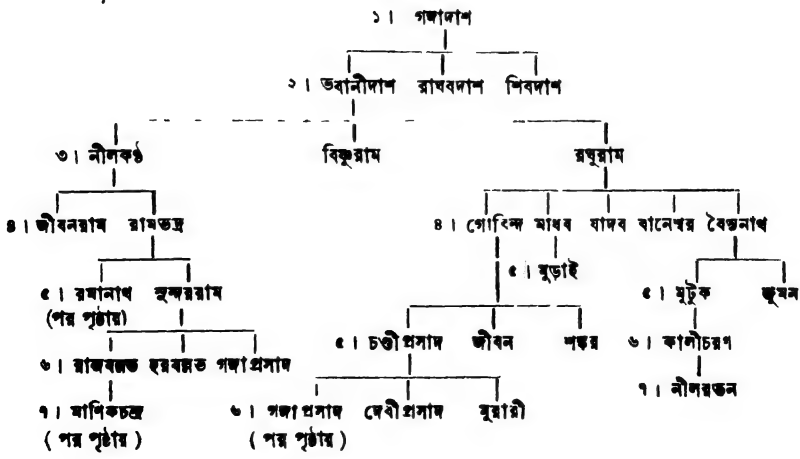 ১। গঙ্গাদাশ
২। ভবানীদাশ রাঘবদাশ শিবদাশ
৩। নীলকণ্ঠ বিষ্ণুরাম রঘুরাম
৪। জীবনরাম রামভদ্র ৪। গোবিন্দ মাধব যাদব বানেশ্বর বৈদ্যনাথ
৫। রমানাথ সুন্দররাম ৫। মুড়াই ৫। মুটুক ঝুমন
(পর পৃষ্ঠায়)
৫। চণ্ডীপ্রসাদ জীবন শঙ্কর ৬। কালীচরণ
৬। রাজবল্লভ হরবল্লভ গঙ্গাপ্রসাদ
৭। মাণিকচন্দ্র ৬। গঙ্গাপ্রসাদ দেবীপ্রসাদ মুরারী ৭। নীলরতন
(পর পৃষ্ঠায়) (পর পৃষ্ঠায়)